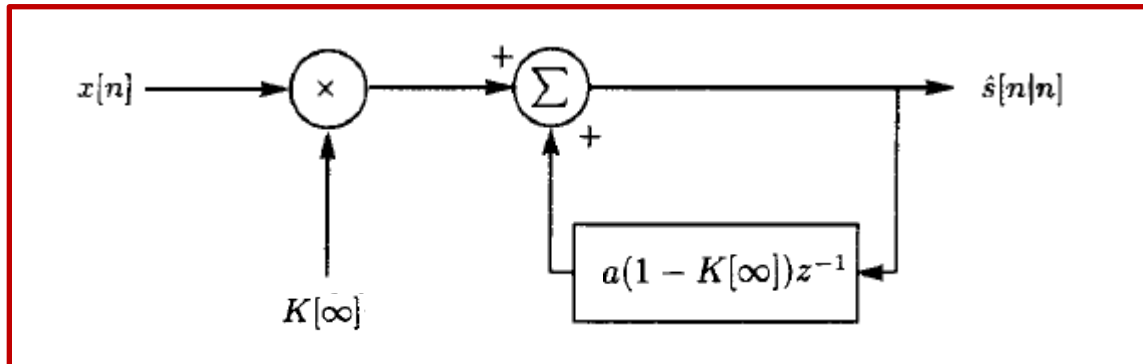 x[n]
×
+
Σ
+
ŝ[n|n]
a(1 − K[∞])z⁻¹
K[∞]